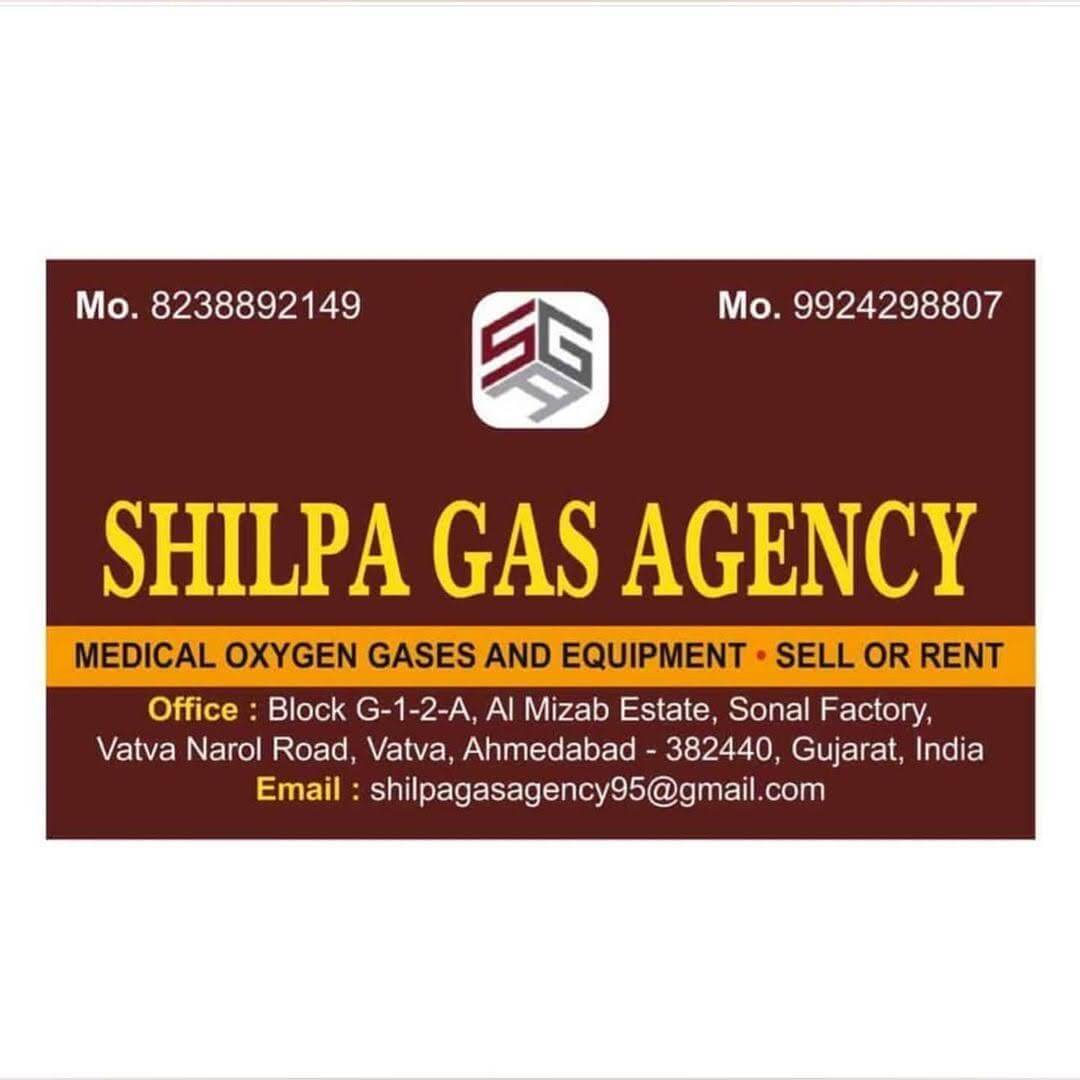 Mo. 8238892149
Mo. 9924298807
SGA
SHILPA GAS AGENCY
MEDICAL OXYGEN GASES AND EQUIPMENT • SELL OR RENT
Office : Block G-1-2-A, Al Mizab Estate, Sonal Factory,
Vatva Narol Road, Vatva, Ahmedabad - 382440, Gujarat, India
Email : shilpagasagency95@gmail.com